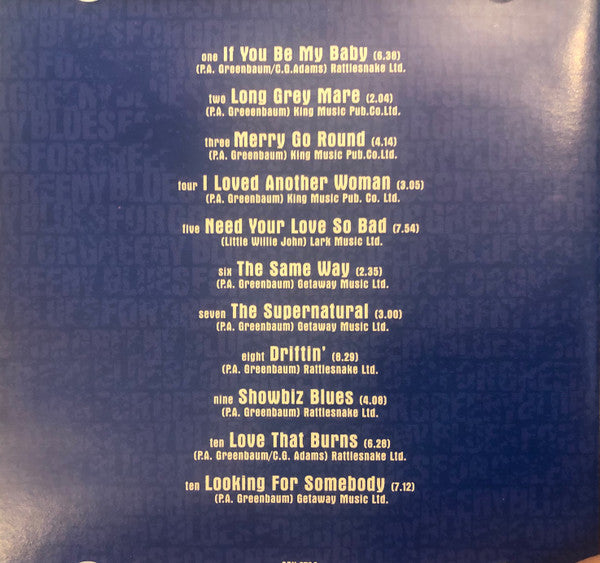 one If You Be My Baby (6.38)
(P.A. Greenbaum/C.G.Adams) Rattlesnake Ltd.
two Long Grey Mare (2.04)
(P.A. Greeenbaum) King Music Pub.Co.Ltd.
three Merry Go Round (4.14)
(P.A. Greenbaum) King Music Pub.Co.Ltd.
four I Loved Another Woman (3.05)
(P.A. Greenbaum) King Music Pub. Co. Ltd.
five Need Your Love So Bad (7.54)
(Little Willie John) Lark Music Ltd.
six The Same Way (2.35)
(P.A. Greenbaum) Getaway Music Ltd.
seven The Supernatural (3.00)
(P.A. Greenbaum) Getaway Music Ltd.
eight Driftin' (6.29)
(P.A. Greenbaum) Rattlesnake Ltd.
nine Showbiz Blues (4.08)
(P.A. Greenbaum) Rattlesnake Ltd.
ten Love That Burns (6.28)
(P.A. Greenbaum/C.G. Adams) Rattlesnake Ltd.
ten Looking For Somebody (7.12)
(P.A. Greenbaum) Getaway Music Ltd.